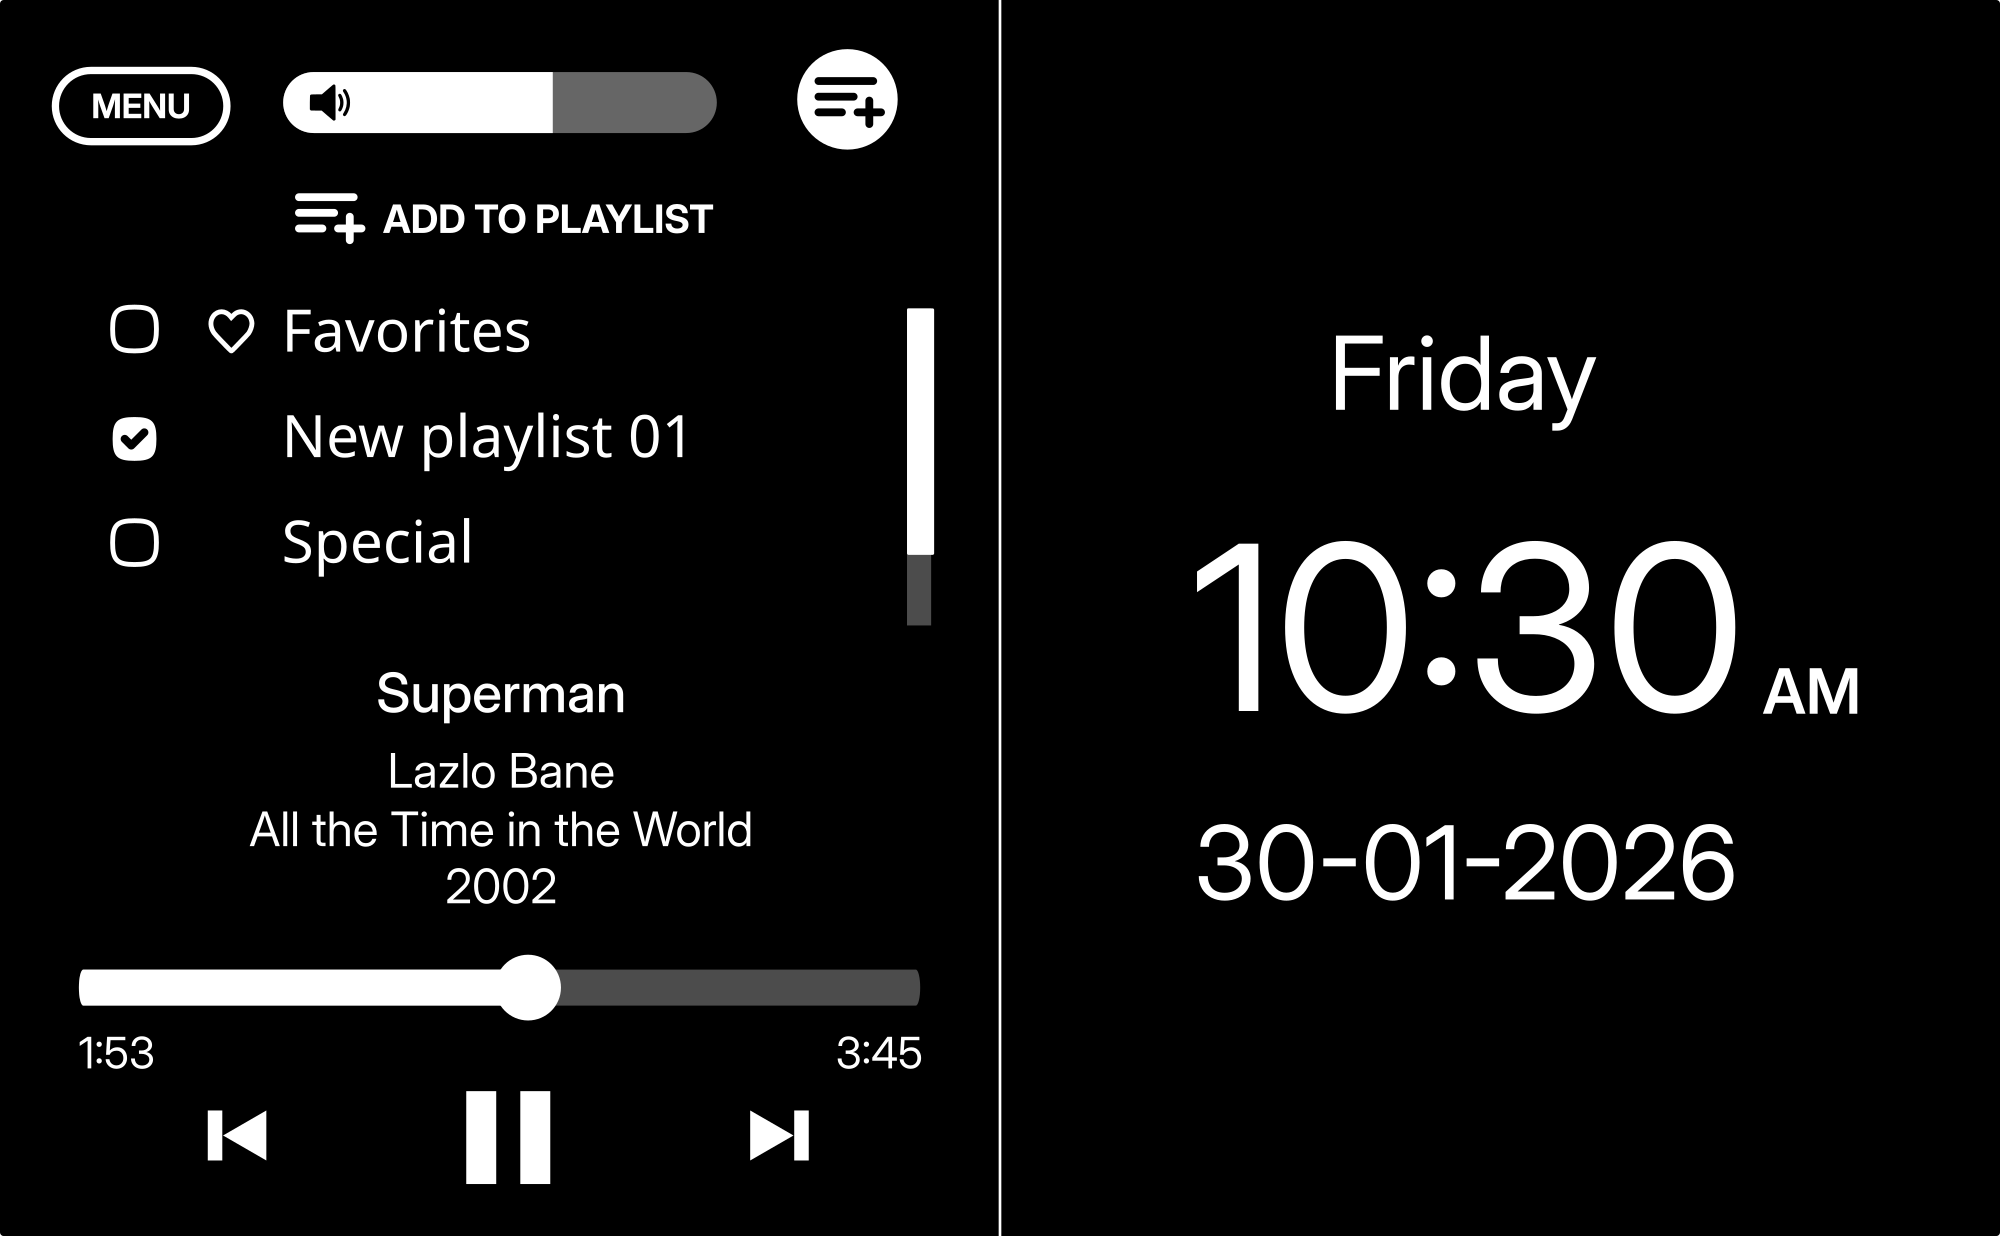 MENU
ADD TO PLAYLIST
Favorites
New playlist 01
Special
Superman
Lazlo Bane
All the Time in the World
2002
1:53
3:45
Friday
10:30 AM
30-01-2026